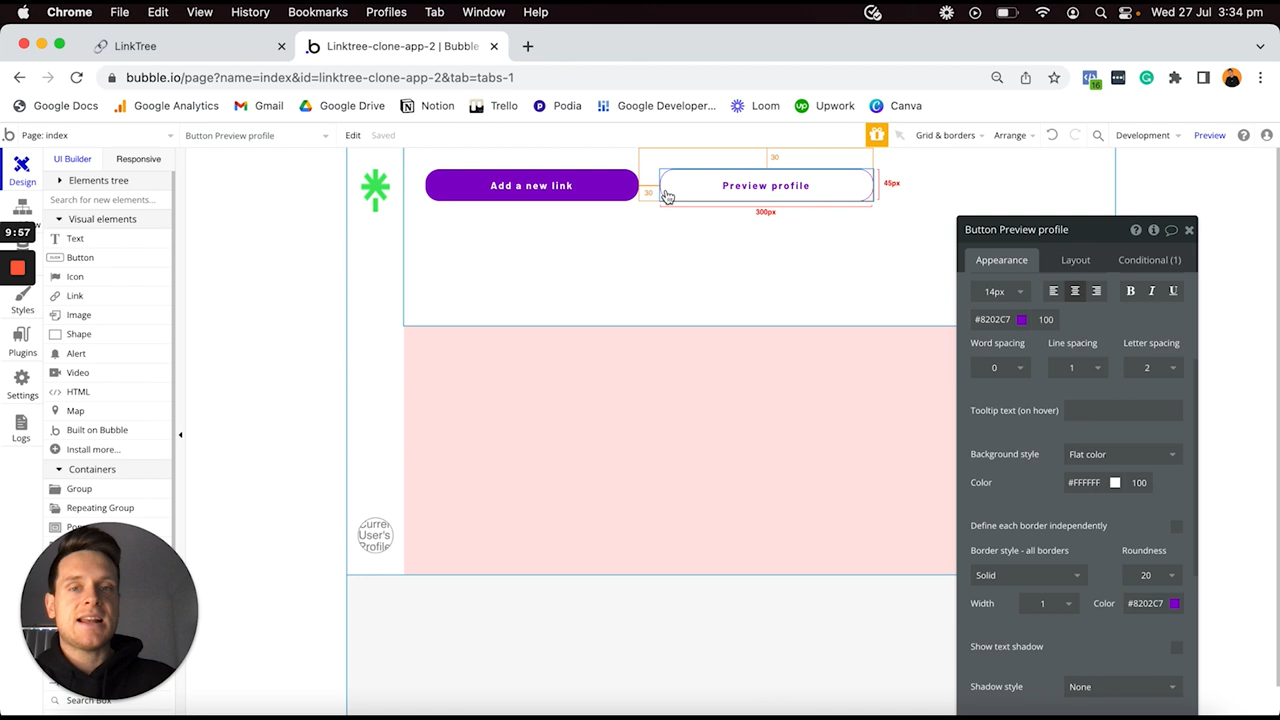 Chrome File Edit View History Bookmarks Profiles Tab Window Help Wed 27 Jul 3:34 pm
LinkTree Linktree-clone-app-2 | Bubble
bubble.io/page?name=index&id=linktree-clone-app-2&tab=tabs-1 16
Google Docs Google Analytics Gmail Google Drive Notion Trello Podia Google Developer... Loom Upwork Canva
Page: index Button Preview profile Edit Saved Grid & borders Arrange Development Preview
UI Builder Responsive
Design
Elements tree
Search for new elements...
Visual elements
Text
Button
Icon
Link
Image
Shape
Alert
Video
HTML
Map
Built on Bubble
Install more...
Containers
Group
Repeating Group
Search Box
9:57
Styles
Plugins
Settings
Logs
30
Add a new link
30
Preview profile
45px
300px
Curre
User's
Profile
Button Preview profile
Appearance Layout Conditional (1)
14px B I U
#8202C7 100
Word spacing Line spacing Letter spacing
0 1 2
Tooltip text (on hover)
Background style Flat color
Color #FFFFFF 100
Define each border independently
Border style - all borders Roundness
Solid 20
Width 1 Color #8202C7
Show text shadow
Shadow style None